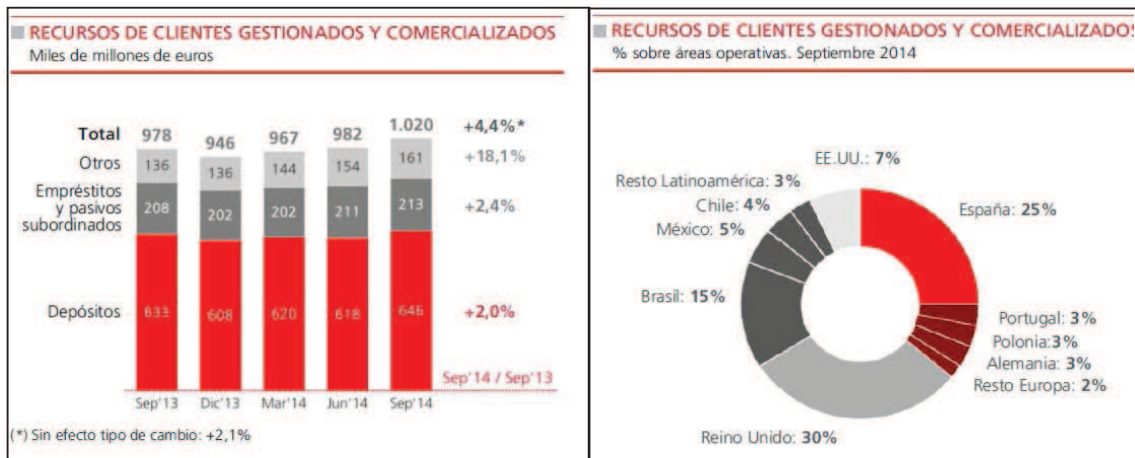 RECURSOS DE CLIENTES GESTIONADOS Y COMERCIALIZADOS
Miles de millones de euros
Total 978 946 967 982 1.020 +4,4%*
Otros 136 136 144 154 161 +18,1%
Empréstitos
y pasivos
subordinados
208 202 202 211 213 +2,4%
Depósitos 633 608 620 618 646 +2,0%
Sep'14 / Sep'13
Sep'13 Dic'13 Mar'14 Jun'14 Sep'14
(*) Sin efecto tipo de cambio: +2,1%
RECURSOS DE CLIENTES GESTIONADOS Y COMERCIALIZADOS
% sobre áreas operativas. Septiembre 2014
EE.UU.: 7%
Resto Latinoamérica: 3%
Chile: 4%
México: 5%
Brasil: 15%
España: 25%
Portugal: 3%
Polonia:3%
Alemania: 3%
Resto Europa: 2%
Reino Unido: 30%